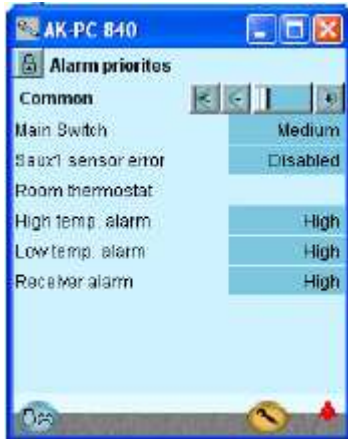 AK-PC 840
Alarm priorites
Common
Main Switch Medium
Saux1 sensor error Disabled
Room thermostat
High temp. alarm High
Low temp. alarm High
Receiver alarm High